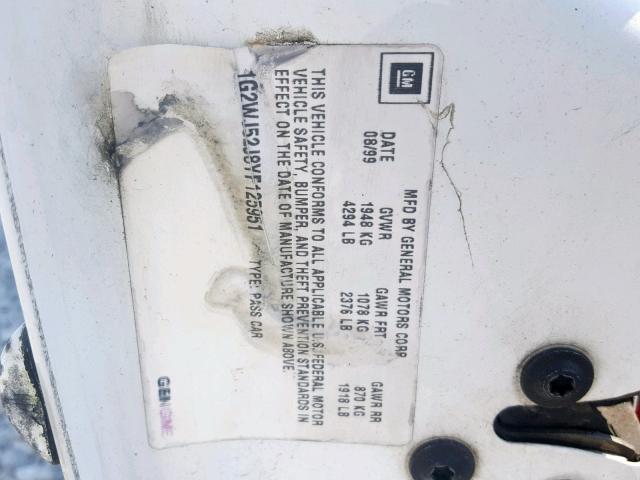 GM
MFD BY GENERAL MOTORS CORP
DATE GVWR GAWR FRT GAWR RR
08/99 1948 KG 1078 KG 870 KG
4294 LB 2376 LB 1918 LB
THIS VEHICLE CONFORMS TO ALL APPLICABLE U.S. FEDERAL MOTOR
VEHICLE SAFETY, BUMPER, AND THEFT PREVENTION STANDARDS IN
EFFECT ON THE DATE OF MANUFACTURE SHOWN ABOVE.
1G2WJ52J8YF125951 TYPE: PASS CAR